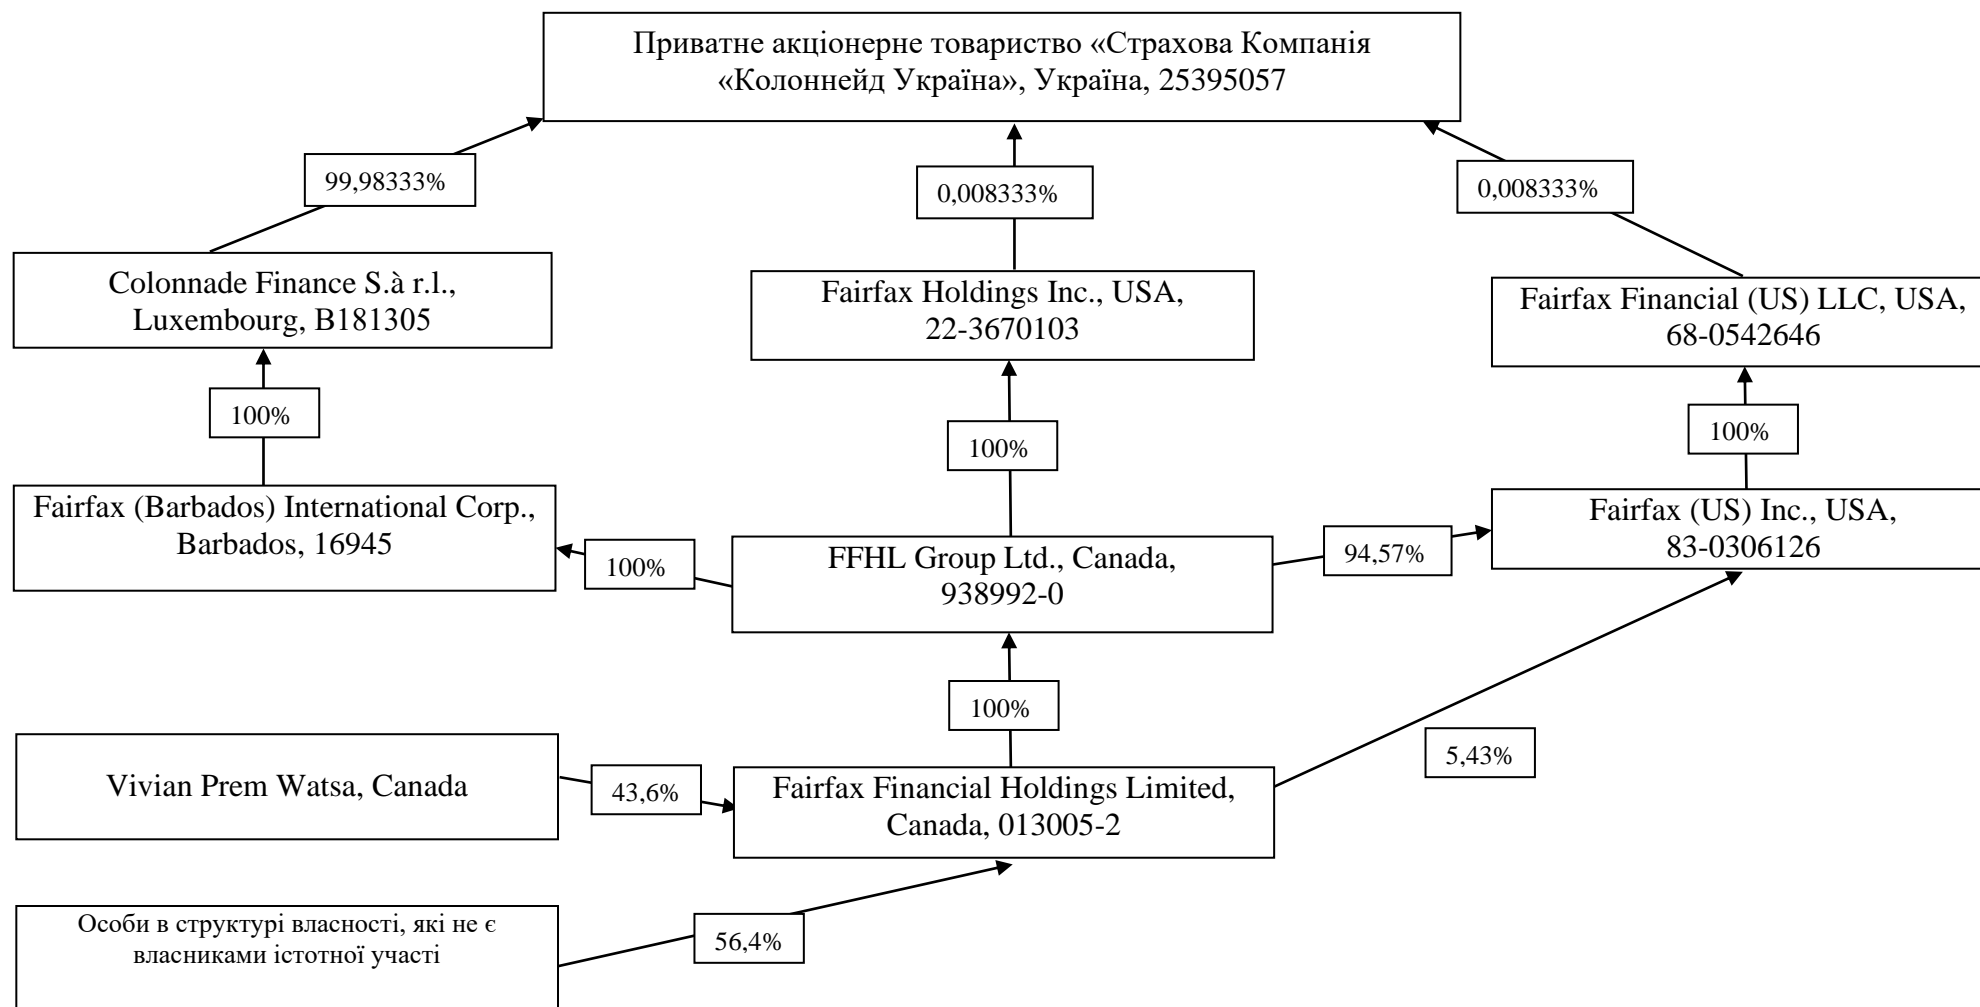 Приватне акціонерне товариство «Страхова Компанія
«Колоннейд Україна», Україна, 25395057
99,98333%
0,008333%
0,008333%
Colonnade Finance S.à r.l.,
Luxembourg, B181305
Fairfax Holdings Inc., USA,
22-3670103
Fairfax Financial (US) LLC, USA,
68-0542646
100%
100%
100%
Fairfax (Barbados) International Corp.,
Barbados, 16945
100%
FFHL Group Ltd., Canada,
938992-0
94,57%
Fairfax (US) Inc., USA,
83-0306126
100%
5,43%
Vivian Prem Watsa, Canada
43,6%
Fairfax Financial Holdings Limited,
Canada, 013005-2
Особи в структурі власності, які не є
власниками істотної участі
56,4%